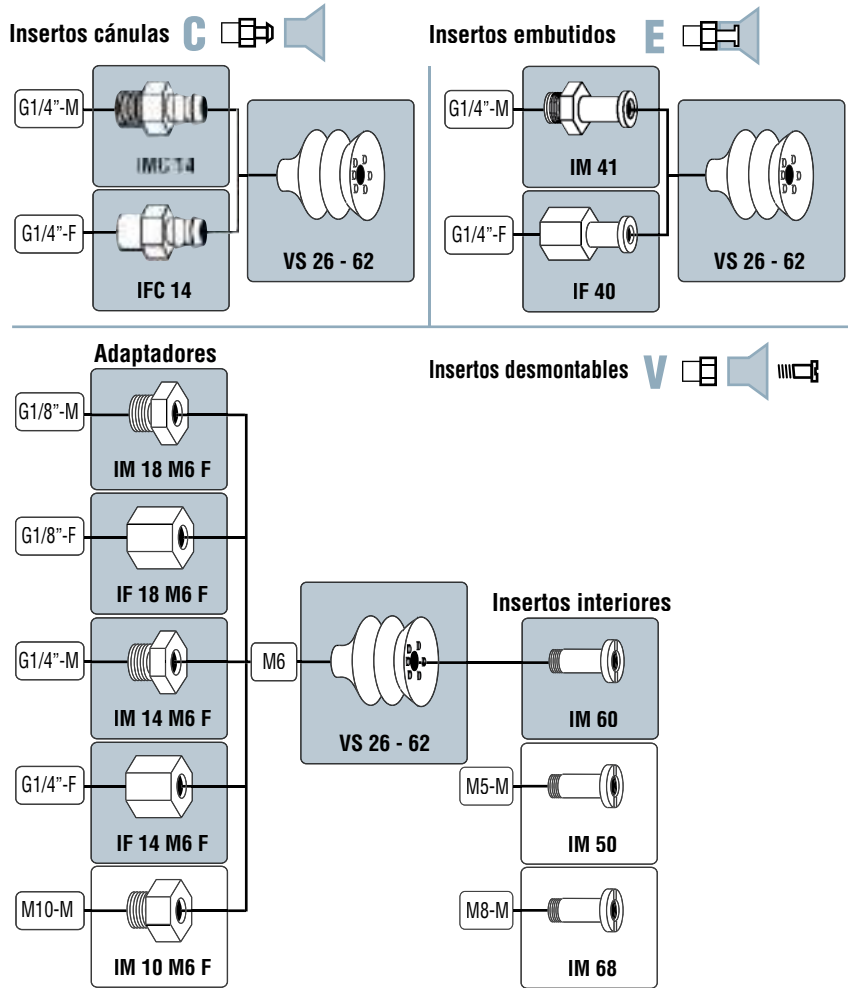 Insertos cánulas C
G1/4”-M
IMC 14
G1/4”-F
IFC 14
VS 26 - 62
Insertos embutidos E
G1/4”-M
IM 41
G1/4”-F
IF 40
VS 26 - 62
Adaptadores
Insertos desmontables V
G1/8”-M
IM 18 M6 F
G1/8”-F
IF 18 M6 F
G1/4”-M
IM 14 M6 F
G1/4”-F
IF 14 M6 F
M10-M
IM 10 M6 F
M6
VS 26 - 62
Insertos interiores
IM 60
M5-M
IM 50
M8-M
IM 68